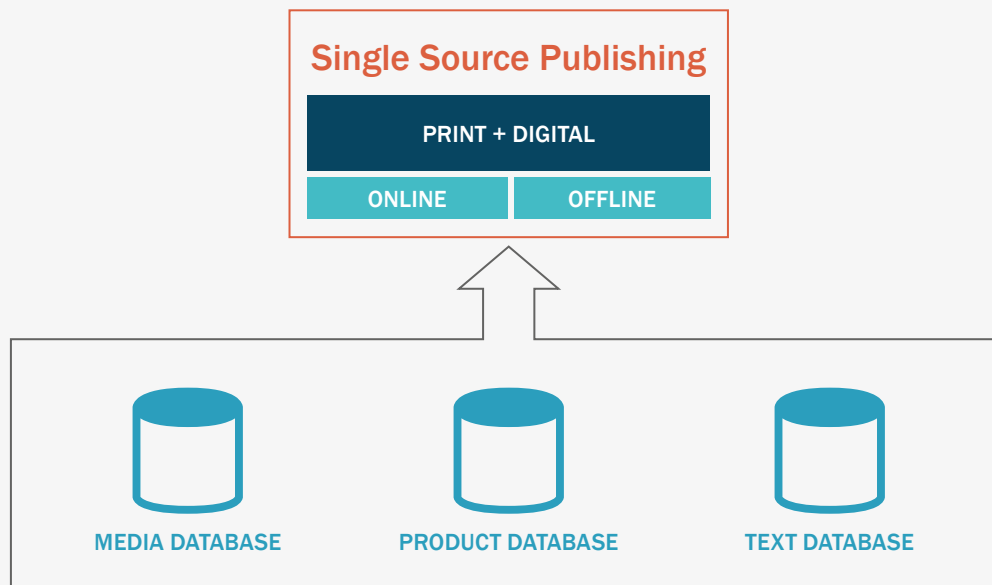 Single Source Publishing
PRINT + DIGITAL
ONLINE
OFFLINE
MEDIA DATABASE
PRODUCT DATABASE
TEXT DATABASE